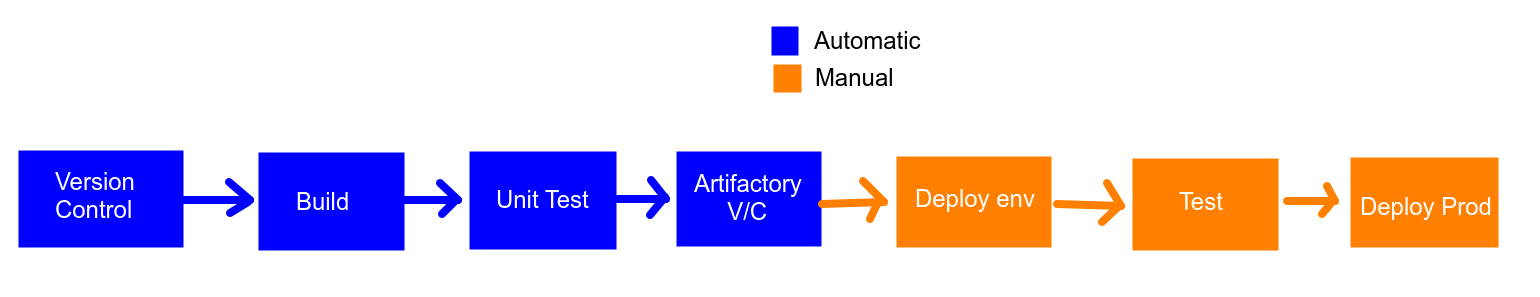 Automatic
Manual
Version
Control
Build
Unit Test
Artifactory
V/C
Deploy env
Test
Deploy Prod